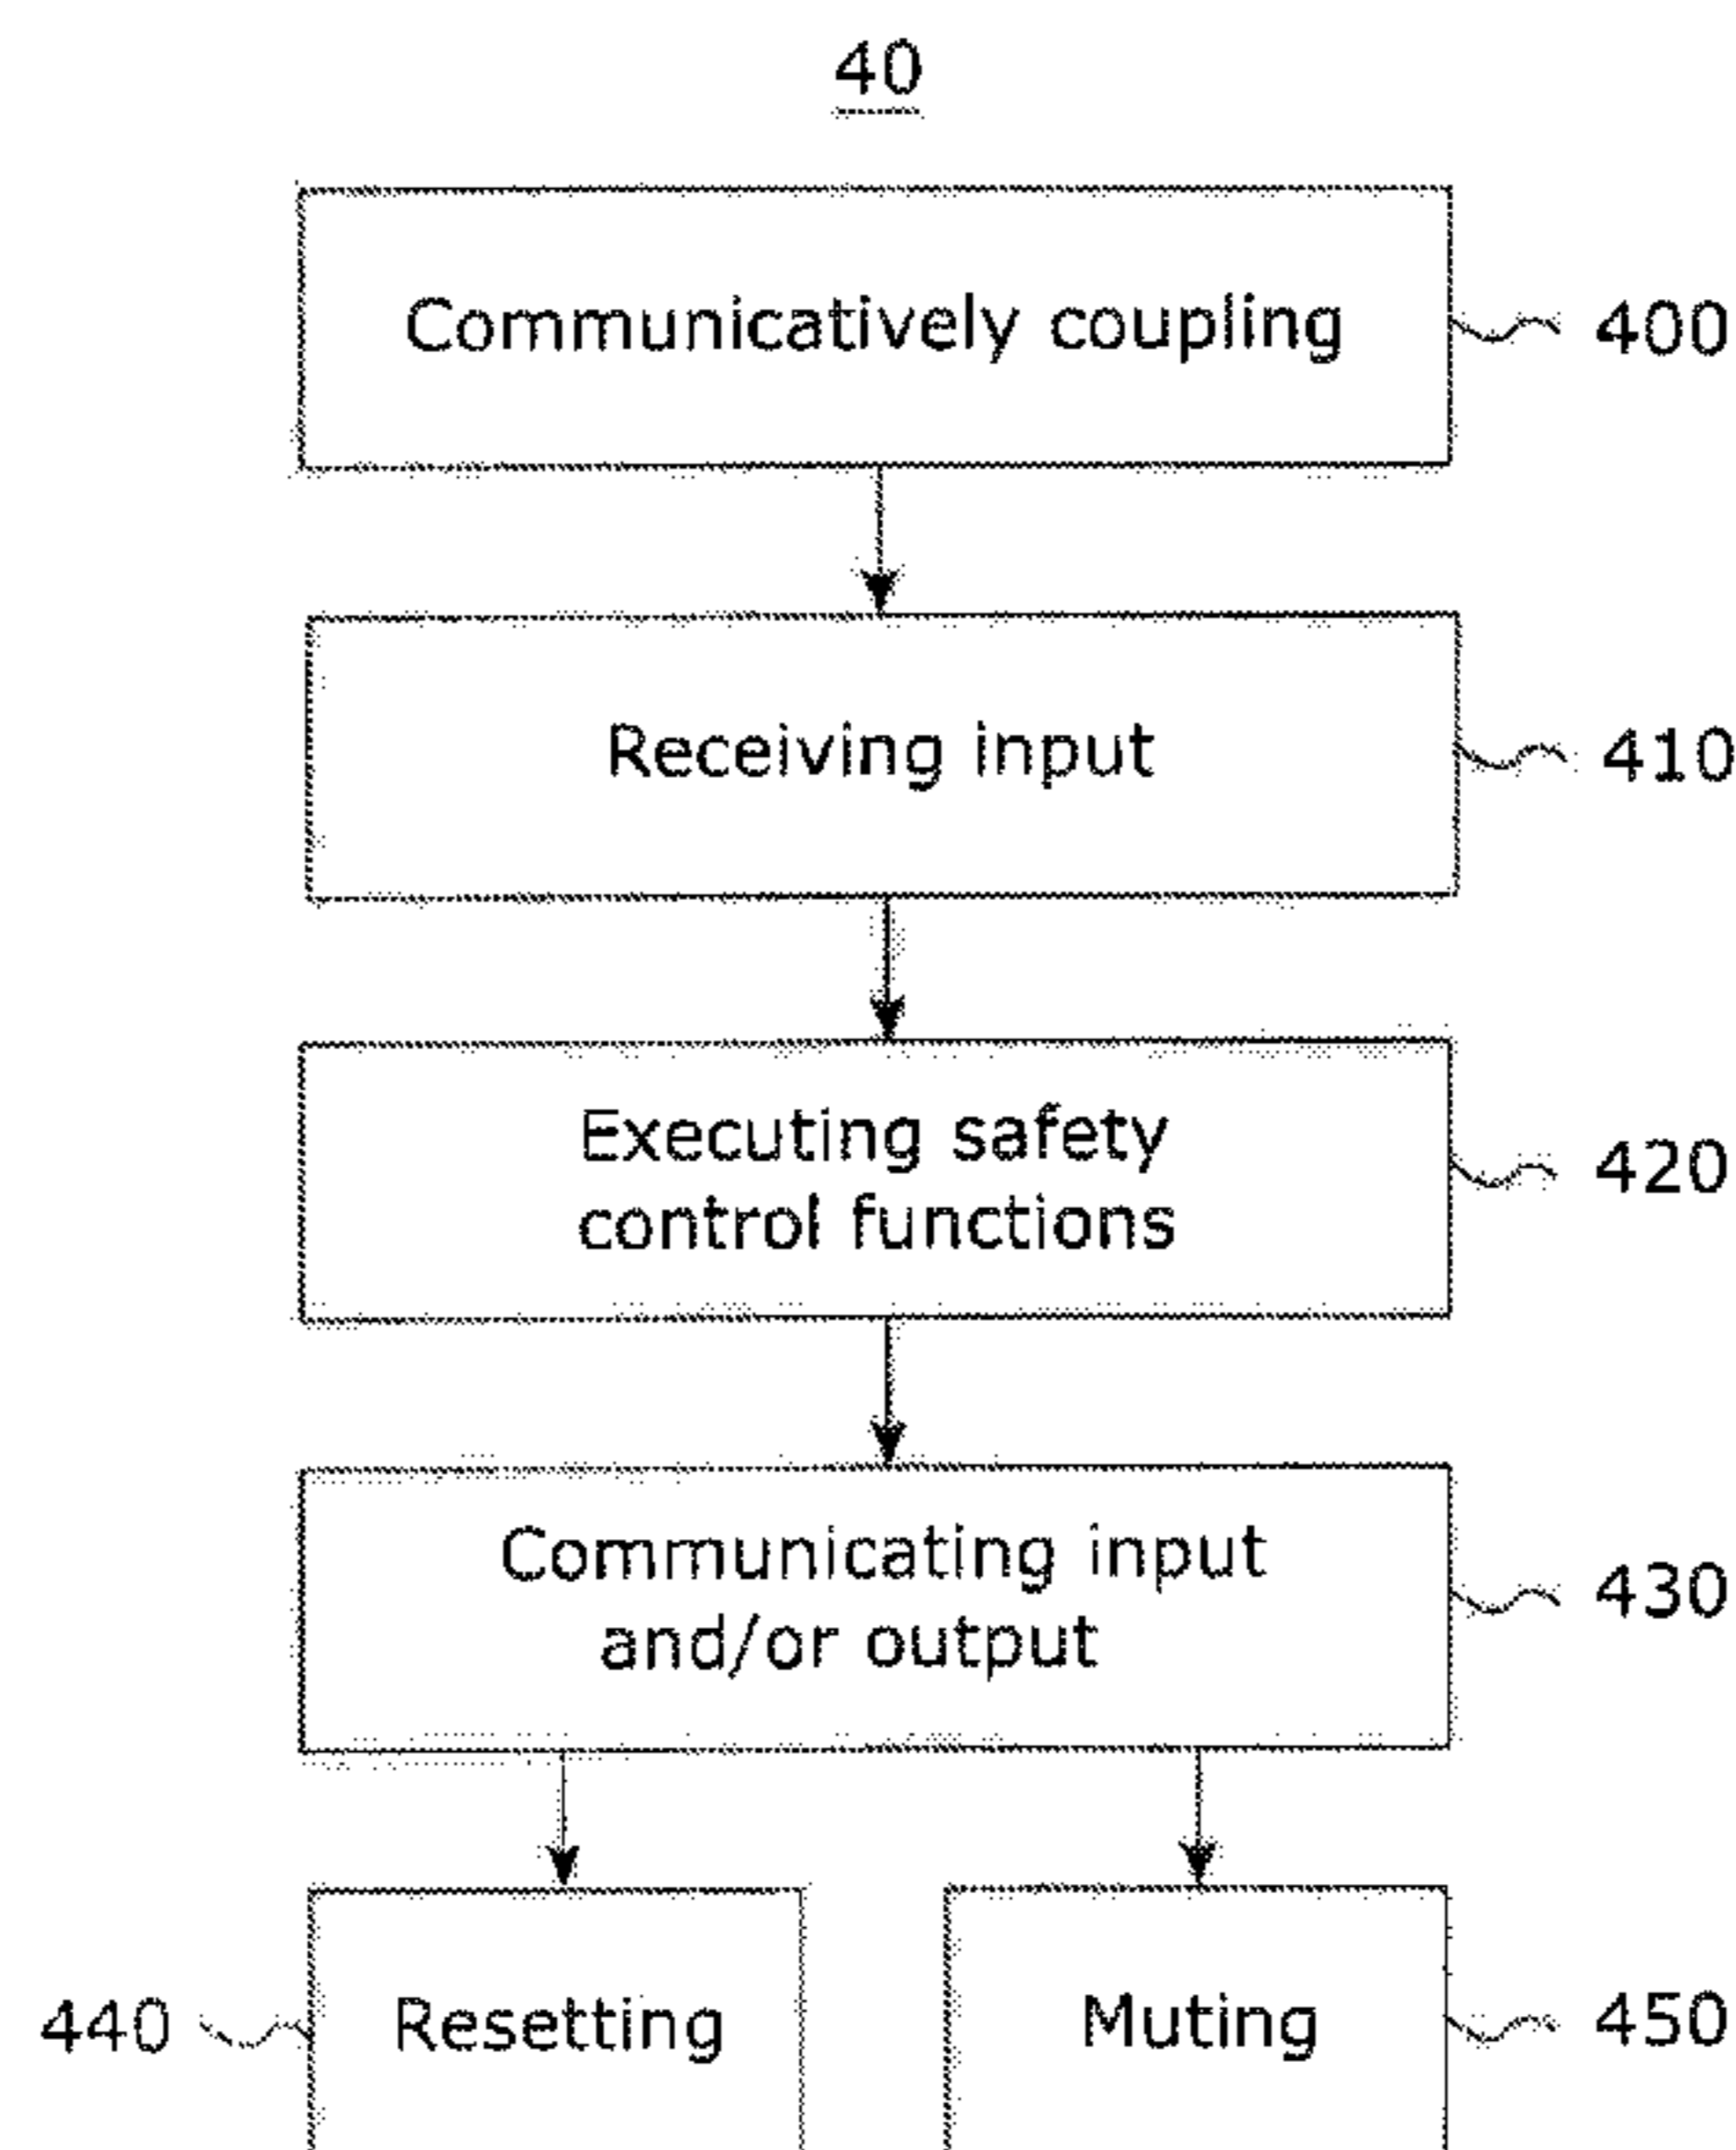 40
Communicatively coupling
400
Receiving input
410
Executing safety
control functions
420
Communicating input
and/or output
430
440
Resetting
Muting
450